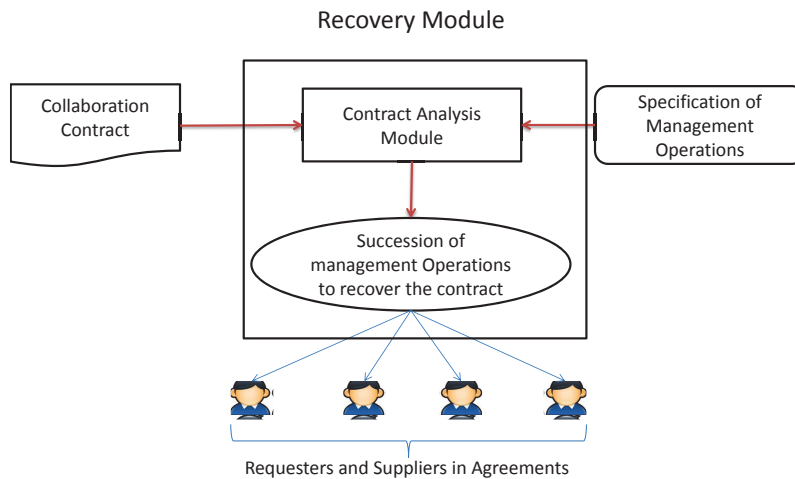 Recovery Module
Collaboration
Contract
Contract Analysis
Module
Specification of
Management
Operations
Succession of
management Operations
to recover the contract
Requesters and Suppliers in Agreements